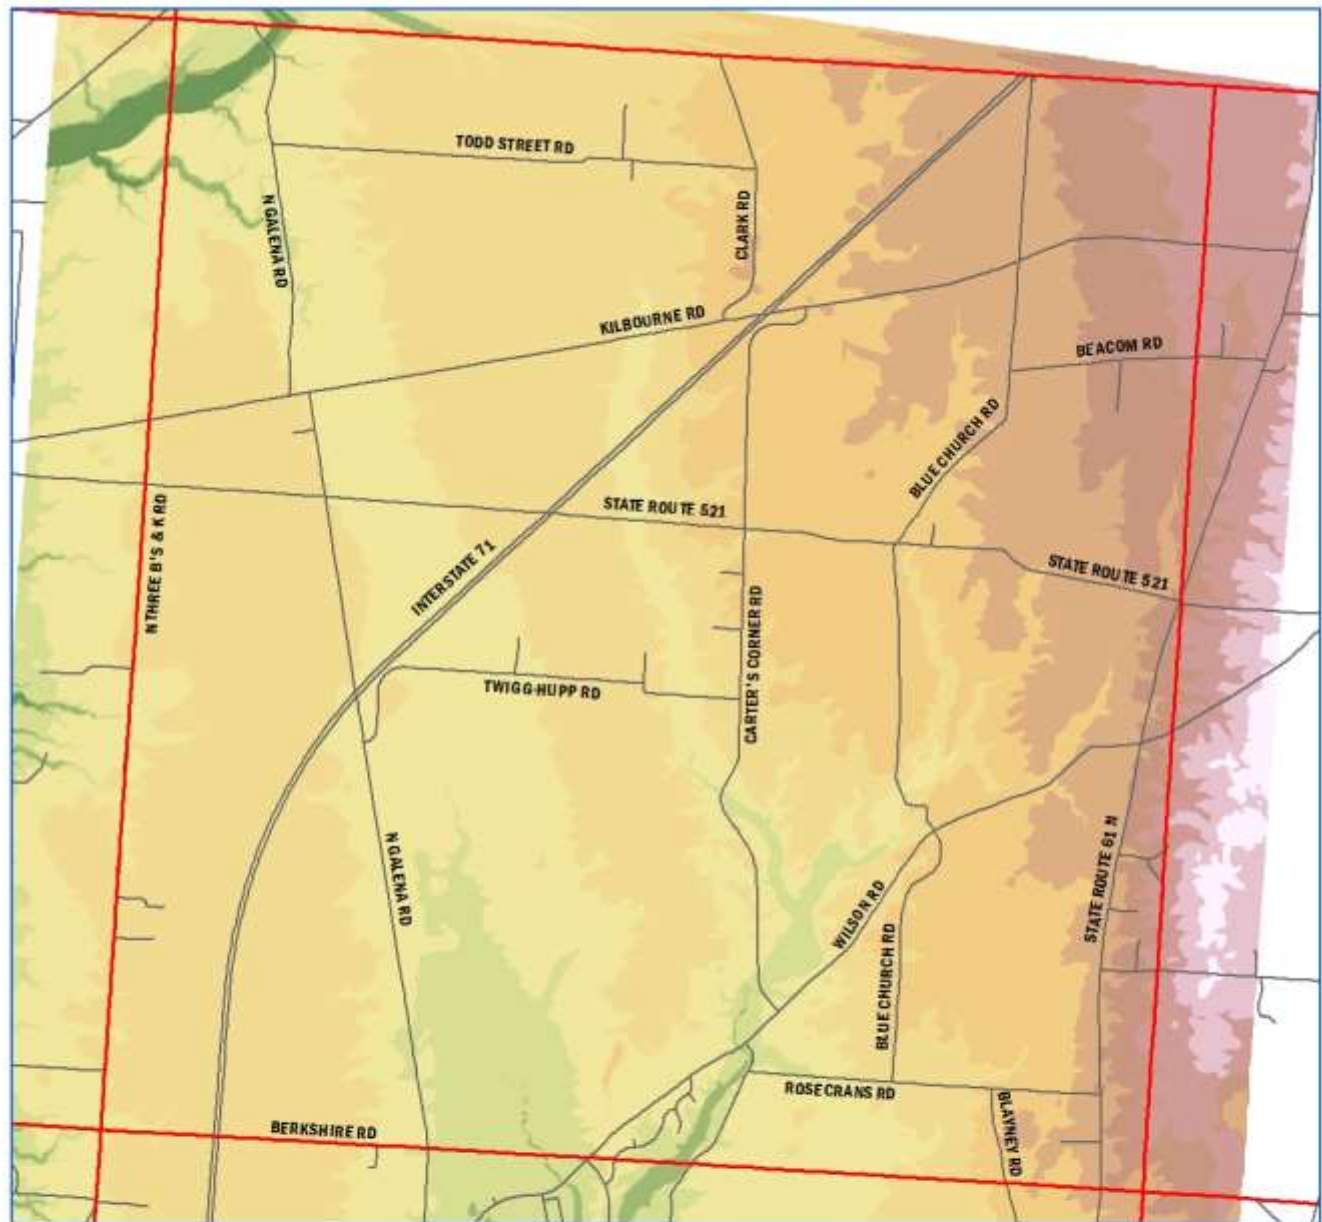 TODD STREET RD
N GALENA RD
CLARK RD
KILBOURNE RD
BEACOM RD
BLUE CHURCH RD
N THREE B'S & K RD
STATE ROUTE 521
INTERSTATE 71
STATE ROUTE 521
CARTER'S CORNER RD
TWIGG-HUPP RD
N GALENA RD
STATE ROUTE 61 N
WILSON RD
BLUE CHURCH RD
ROSECRANS RD
BLAYNEY RD
BERKSHIRE RD